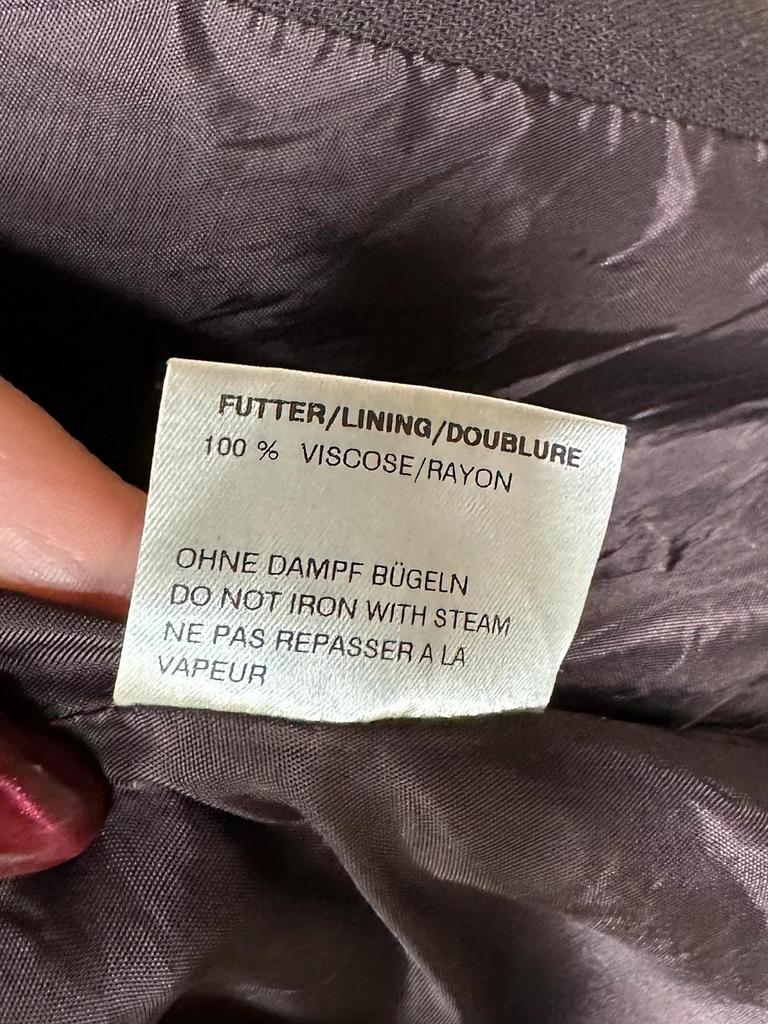 FUTTER/LINING/DOUBLURE
100 % VISCOSE/RAYON
OHNE DAMPF BÜGELN
DO NOT IRON WITH STEAM
NE PAS REPASSER A LA
VAPEUR